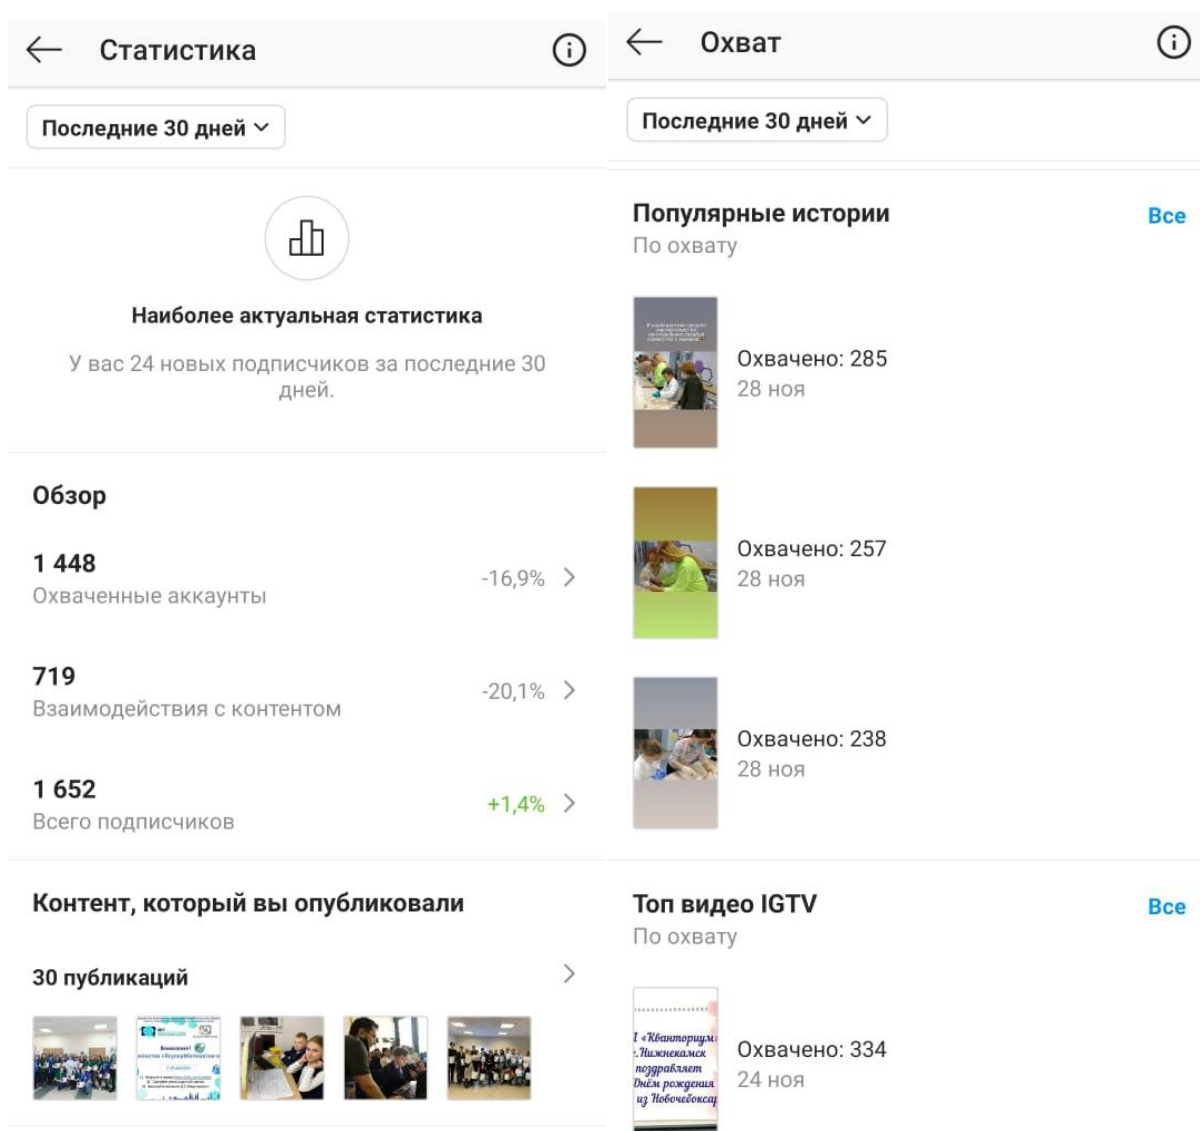 Статистика
Последние 30 дней
Наиболее актуальная статистика
У вас 24 новых подписчиков за последние 30
дней.
Обзор
1 448
Охваченные аккаунты
-16,9%
719
Взаимодействия с контентом
-20,1%
1 652
Всего подписчиков
+1,4%
Контент, который вы опубликовали
30 публикаций
Внимание!
Охват
Последние 30 дней
Популярные истории
Все
По охвату
Охвачено: 285
28 ноя
Охвачено: 257
28 ноя
Охвачено: 238
28 ноя
Топ видео IGTV
Все
По охвату
«Кванториум
г.Нижнекамск
поздравляет
Днём рождения
из Новочебоксар
Охвачено: 334
24 ноя